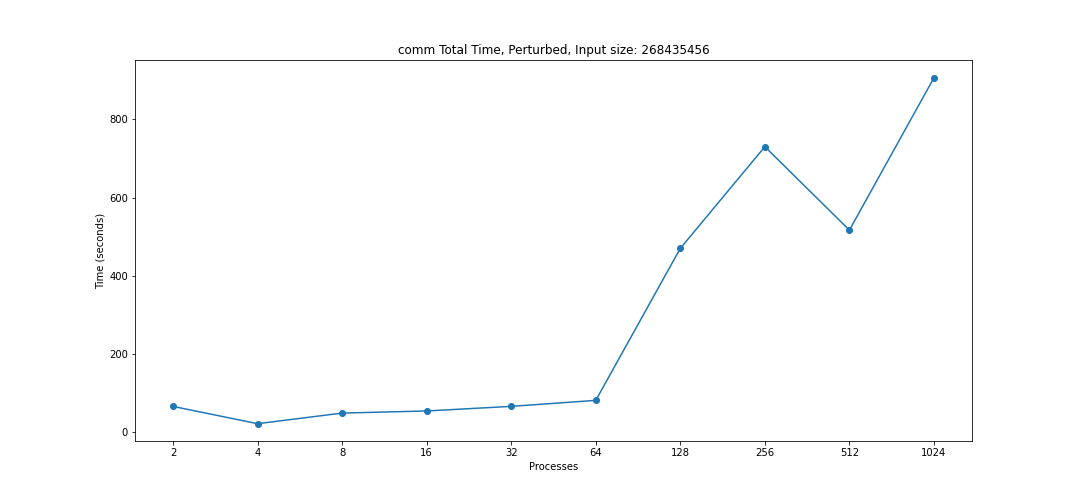 comm Total Time, Perturbed, Input size: 268435456
Time (seconds)
800
600
400
200
0
2 4 8 16 32 64 128 256 512 1024
Processes